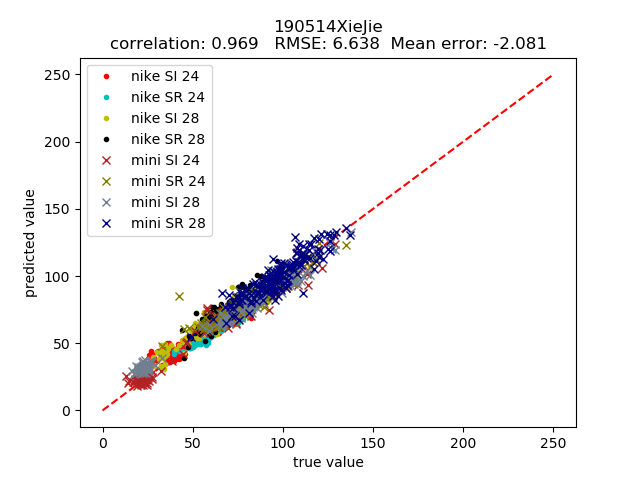 190514XieJie
correlation: 0.969   RMSE: 6.638  Mean error: -2.081
nike SI 24
nike SR 24
nike SI 28
nike SR 28
mini SI 24
mini SR 24
mini SI 28
mini SR 28
predicted value
250
200
150
100
50
0
0 50 100 150 200 250
true value